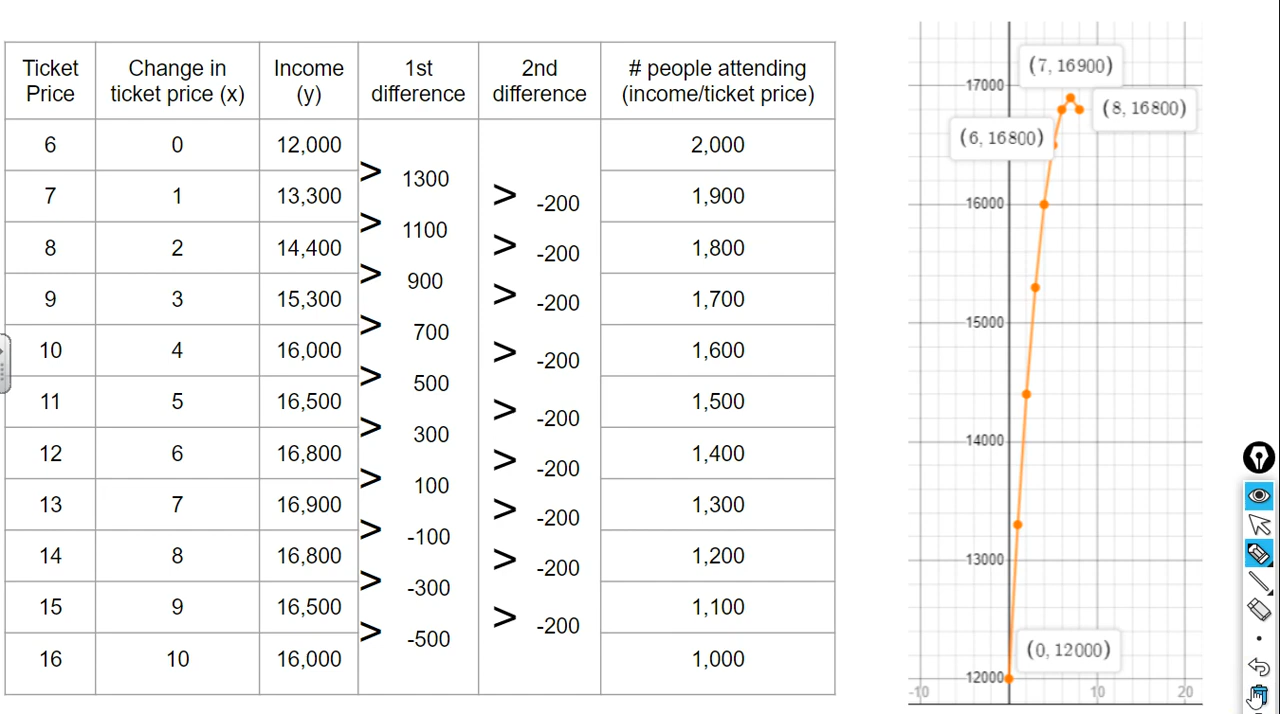 Ticket Price
Change in ticket price (x)
Income (y)
1st difference
2nd difference
# people attending (income/ticket price)
6 0 12,000 2,000
> 1300
7 1 13,300 > -200 1,900
> 1100
8 2 14,400 > -200 1,800
> 900
9 3 15,300 > -200 1,700
> 700
10 4 16,000 > -200 1,600
> 500
11 5 16,500 > -200 1,500
> 300
12 6 16,800 > -200 1,400
> 100
13 7 16,900 > -200 1,300
> -100
14 8 16,800 > -200 1,200
> -300
15 9 16,500 > -200 1,100
> -500
16 10 16,000 1,000
(7, 16900)
17000
(8, 16800)
(6, 16800)
16000
15000
14000
13000
(0, 12000)
12000
-10 10 20